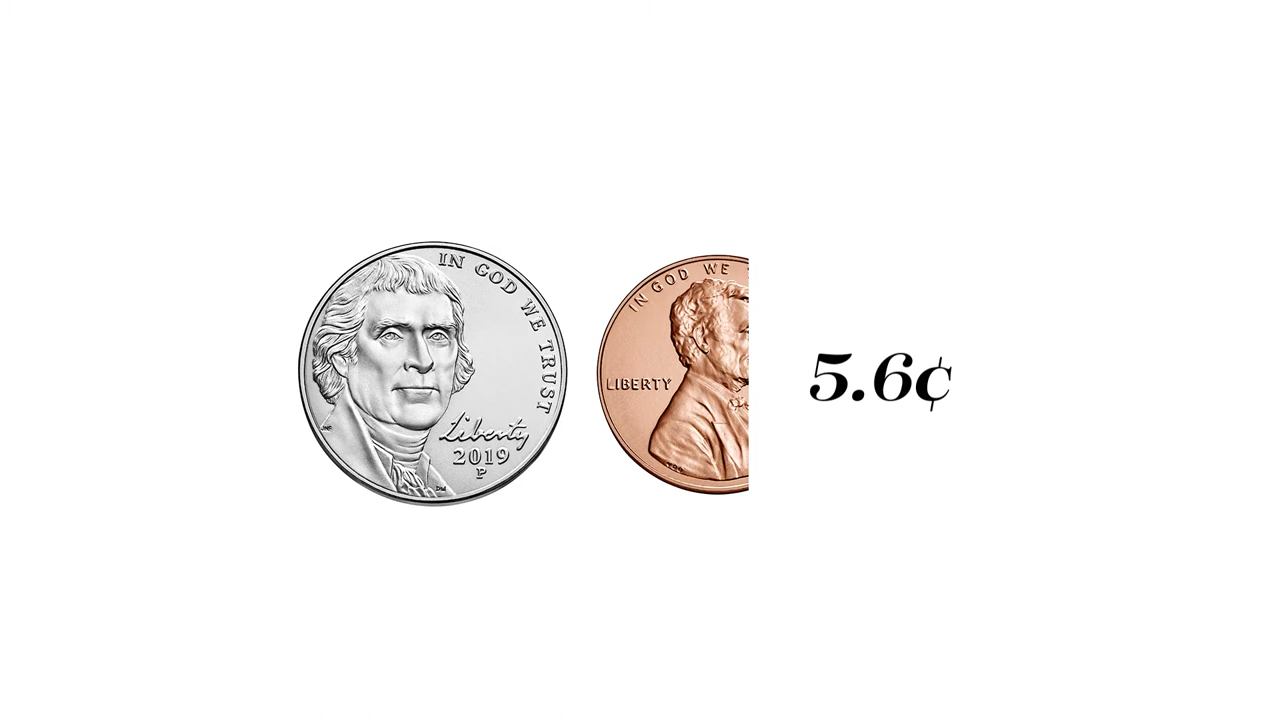 IN GOD WE TRUST
Liberty
2019
P
IN GOD WE
LIBERTY
5.6¢